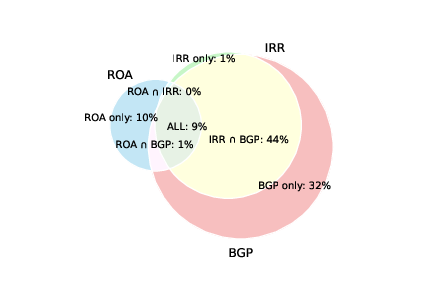 IRR
IRR only: 1%
ROA
ROA ∩ IRR: 0%
ROA only: 10%
ALL: 9%
IRR ∩ BGP: 44%
ROA ∩ BGP: 1%
BGP only: 32%
BGP